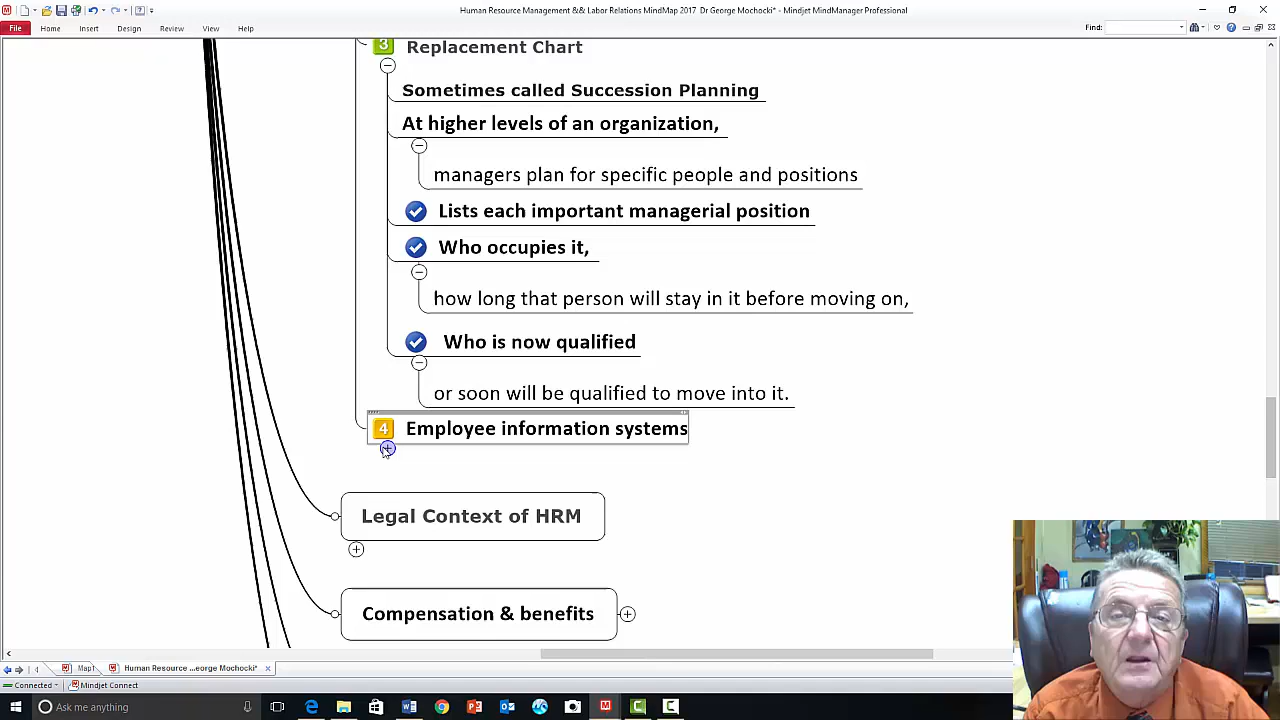 Human Resource Management && Labor Relations MindMap 2017 Dr George Mochocki* - Mindjet MindManager Professional
File Home Insert Design Review View Help Find:
3 Replacement Chart
Sometimes called Succession Planning
At higher levels of an organization,
managers plan for specific people and positions
Lists each important managerial position
Who occupies it,
how long that person will stay in it before moving on,
Who is now qualified
or soon will be qualified to move into it.
4 Employee information systems
Legal Context of HRM
Compensation & benefits
Map1 Human Resource ...eorge Mochocki*
Connected Mindjet Connect
Ask me anything